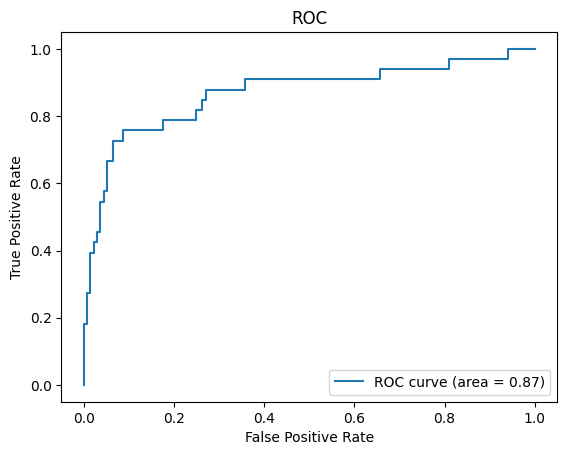 ROC
1.0
0.8
0.6
0.4
0.2
0.0
True Positive Rate
ROC curve (area = 0.87)
0.0 0.2 0.4 0.6 0.8 1.0
False Positive Rate